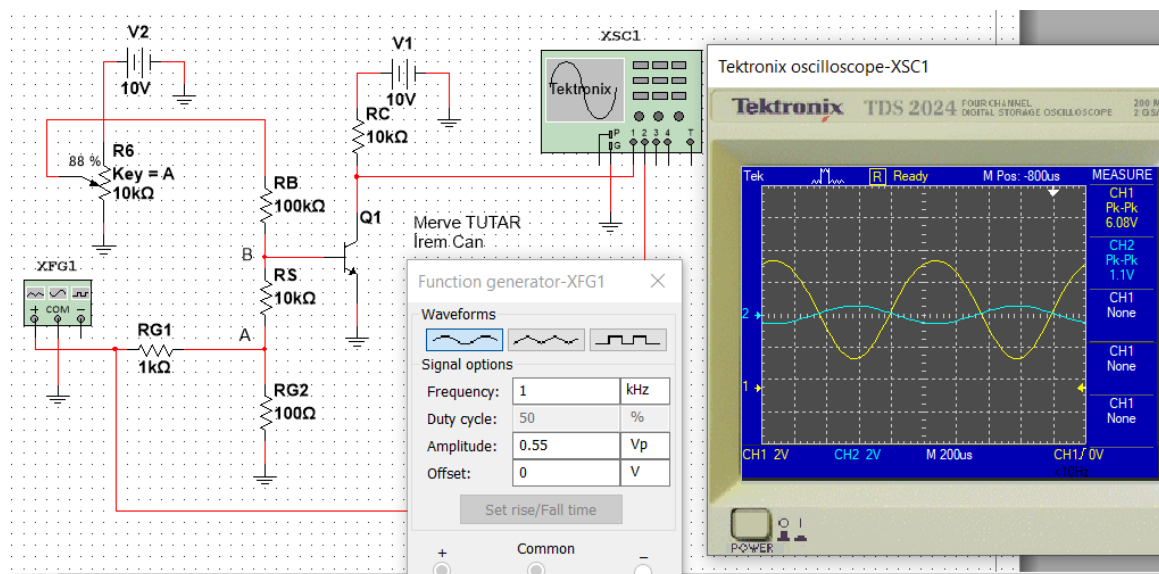 V2
10V
V1
10V
XSC1
Tektronix
P
G
1 2 3 4
T
RC
10kΩ
88 %
R6
Key = A
10kΩ
RB
100kΩ
Q1
Merve TUTAR
İrem Can
B
XFG1
+ COM −
RS
10kΩ
A
RG1
1kΩ
RG2
100Ω
Function generator-XFG1
Waveforms
Signal options
Frequency: 1 kHz
Duty cycle: 50 %
Amplitude: 0.55 Vp
Offset: 0 V
Set rise/Fall time
+ Common −
Tektronix oscilloscope-XSC1
Tektronix TDS 2024 FOUR CHANNEL
DIGITAL STORAGE OSCILLOSCOPE
200 M
2 GS/
Tek R Ready M Pos: -800us MEASURE
CH1
Pk-Pk
6.08V
CH2
Pk-Pk
1.1V
CH1
None
CH1
None
CH1
None
2
1
CH1 2V CH2 2V M 200us CH1 0V
<10Hz
POWER